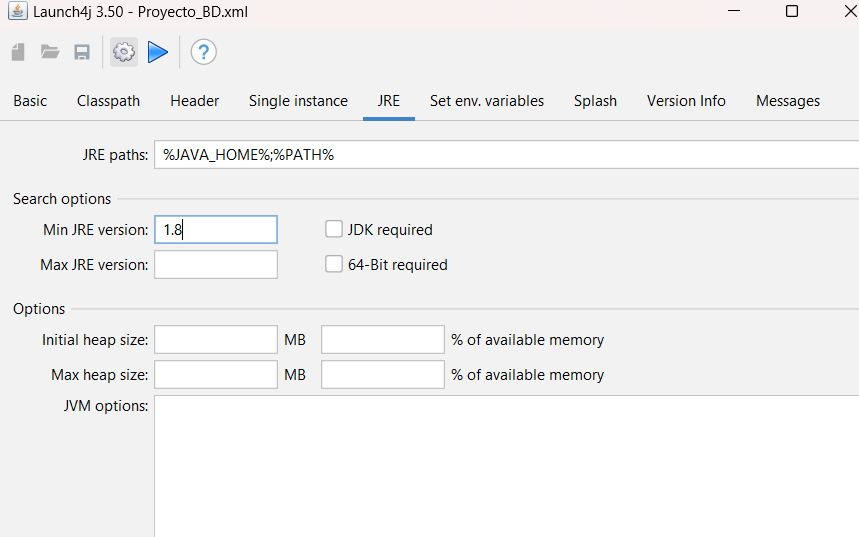 Launch4j 3.50 - Proyecto_BD.xml
?
Basic Classpath Header Single instance JRE Set env. variables Splash Version Info Messages
JRE paths: %JAVA_HOME%;%PATH%
Search options
Min JRE version: 1.8 JDK required
Max JRE version: 64-Bit required
Options
Initial heap size: MB % of available memory
Max heap size: MB % of available memory
JVM options: